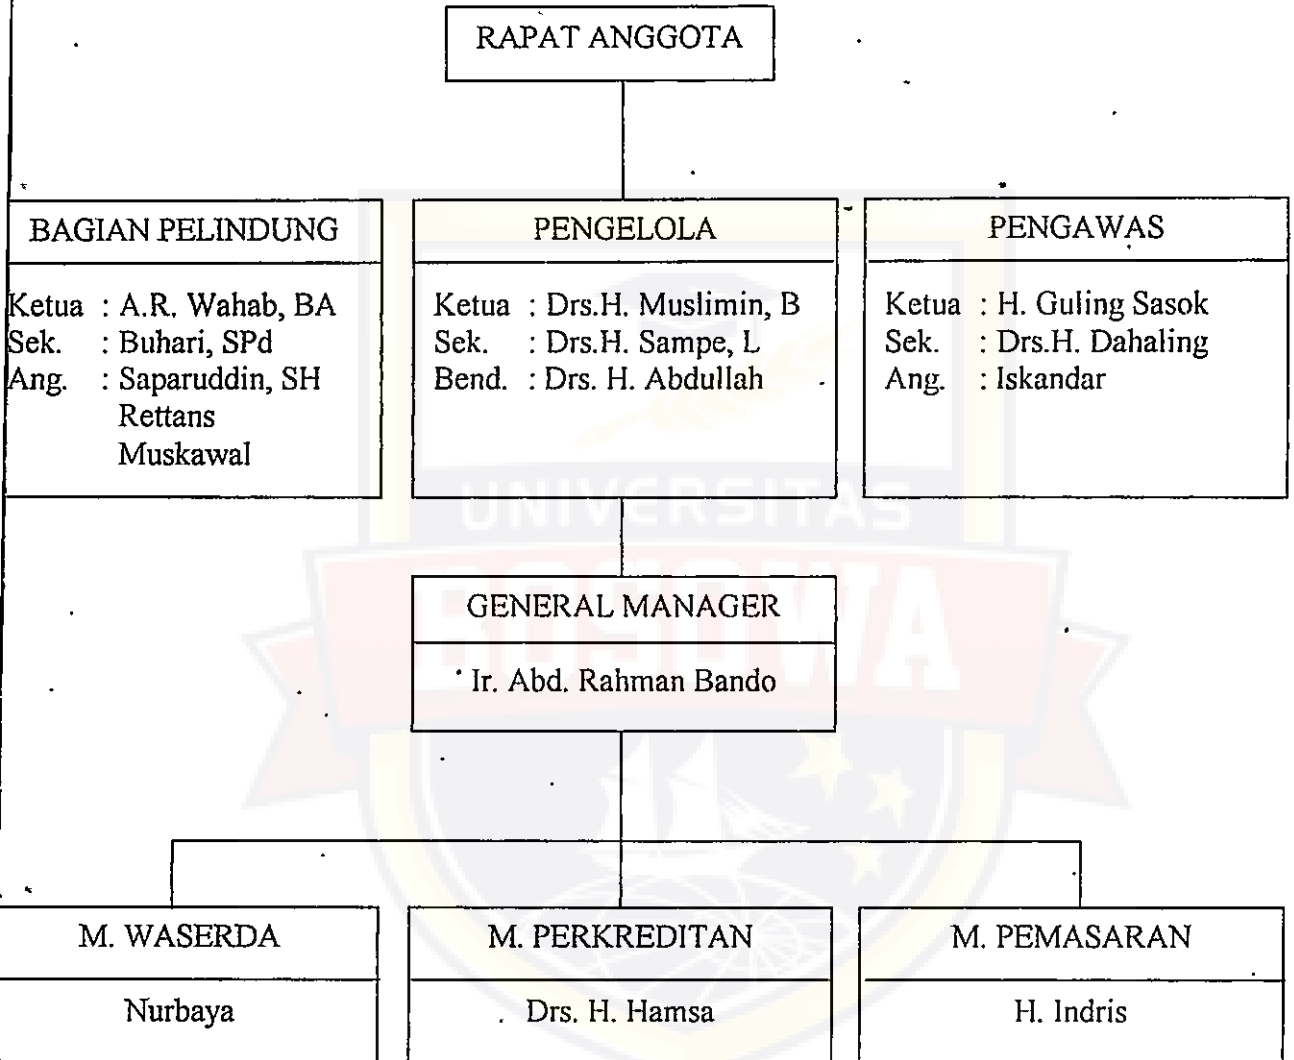 RAPAT ANGGOTA
BAGIAN PELINDUNG
Ketua : A.R. Wahab, BA
Sek. : Buhari, SPd
Ang. : Saparuddin, SH
Rettans
Muskawal
PENGELOLA
Ketua : Drs.H. Muslimin, B
Sek. : Drs.H. Sampe, L
Bend. : Drs. H. Abdullah
PENGAWAS
Ketua : H. Guling Sasok
Sek. : Drs.H. Dahaling
Ang. : Iskandar
UNIVERSITAS
BOSOWA
GENERAL MANAGER
Ir. Abd. Rahman Bando
M. WASERDA
Nurbaya
M. PERKREDITAN
Drs. H. Hamsa
M. PEMASARAN
H. Indris